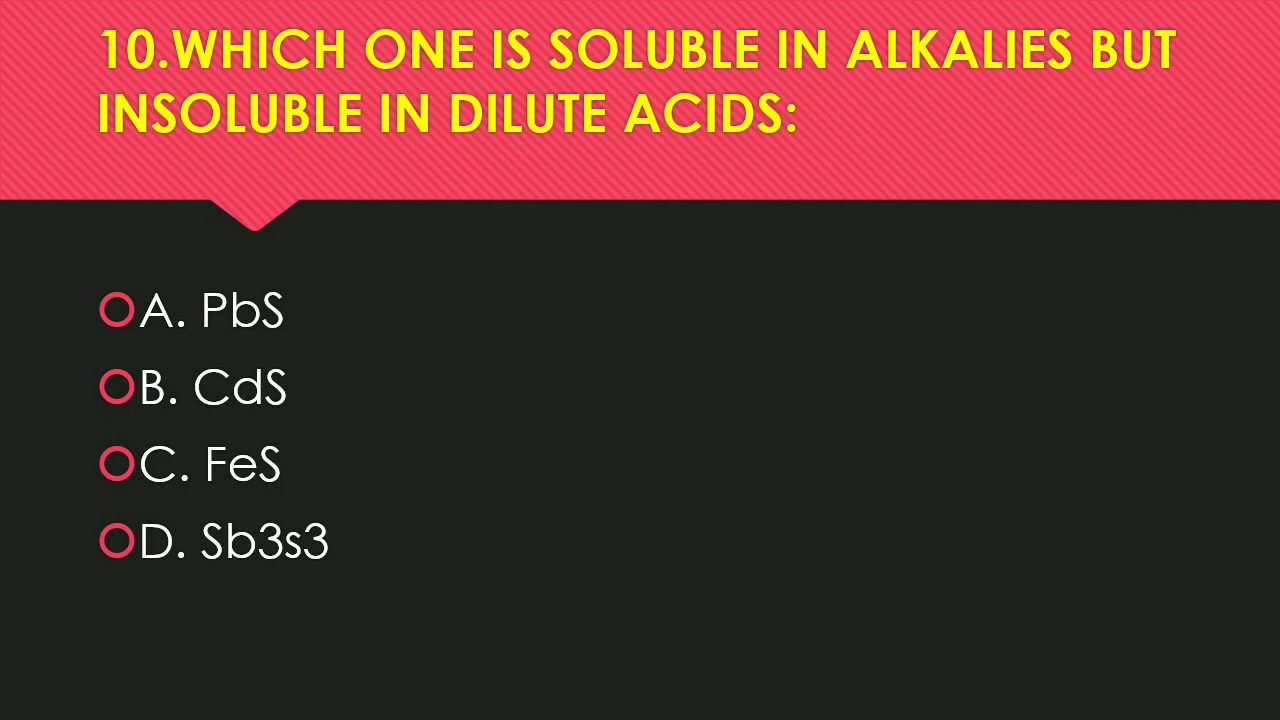 10.WHICH ONE IS SOLUBLE IN ALKALIES BUT
INSOLUBLE IN DILUTE ACIDS:
A. PbS
B. CdS
C. FeS
D. Sb3s3